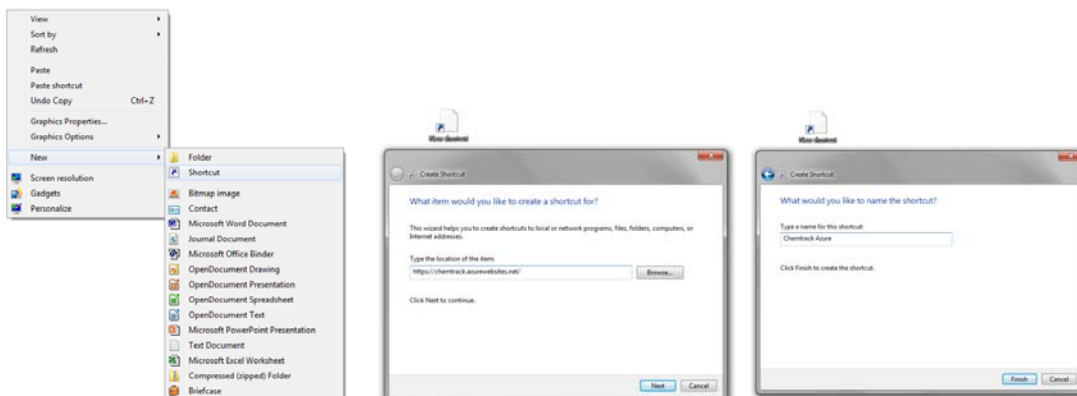 View
Sort by
Refresh
Paste
Paste shortcut
Undo Copy Ctrl+Z
Graphics Properties...
Graphics Options
New
Screen resolution
Gadgets
Personalize
Folder
Shortcut
Bitmap image
Contact
Microsoft Word Document
Journal Document
Microsoft Office Binder
OpenDocument Drawing
OpenDocument Presentation
OpenDocument Spreadsheet
OpenDocument Text
Microsoft PowerPoint Presentation
Text Document
Microsoft Excel Worksheet
Compressed (zipped) Folder
Briefcase
Create Shortcut
What item would you like to create a shortcut for?
This wizard helps you to create shortcuts to local or network programs, files, folders, computers, or
Internet addresses.
Type the location of the item:
https://chemtrack.azurewebsites.net/
Browse...
Click Next to continue.
Next Cancel
Create Shortcut
What would you like to name the shortcut?
Type a name for this shortcut:
Chemtrack Azure
Click Finish to create the shortcut.
Finish Cancel